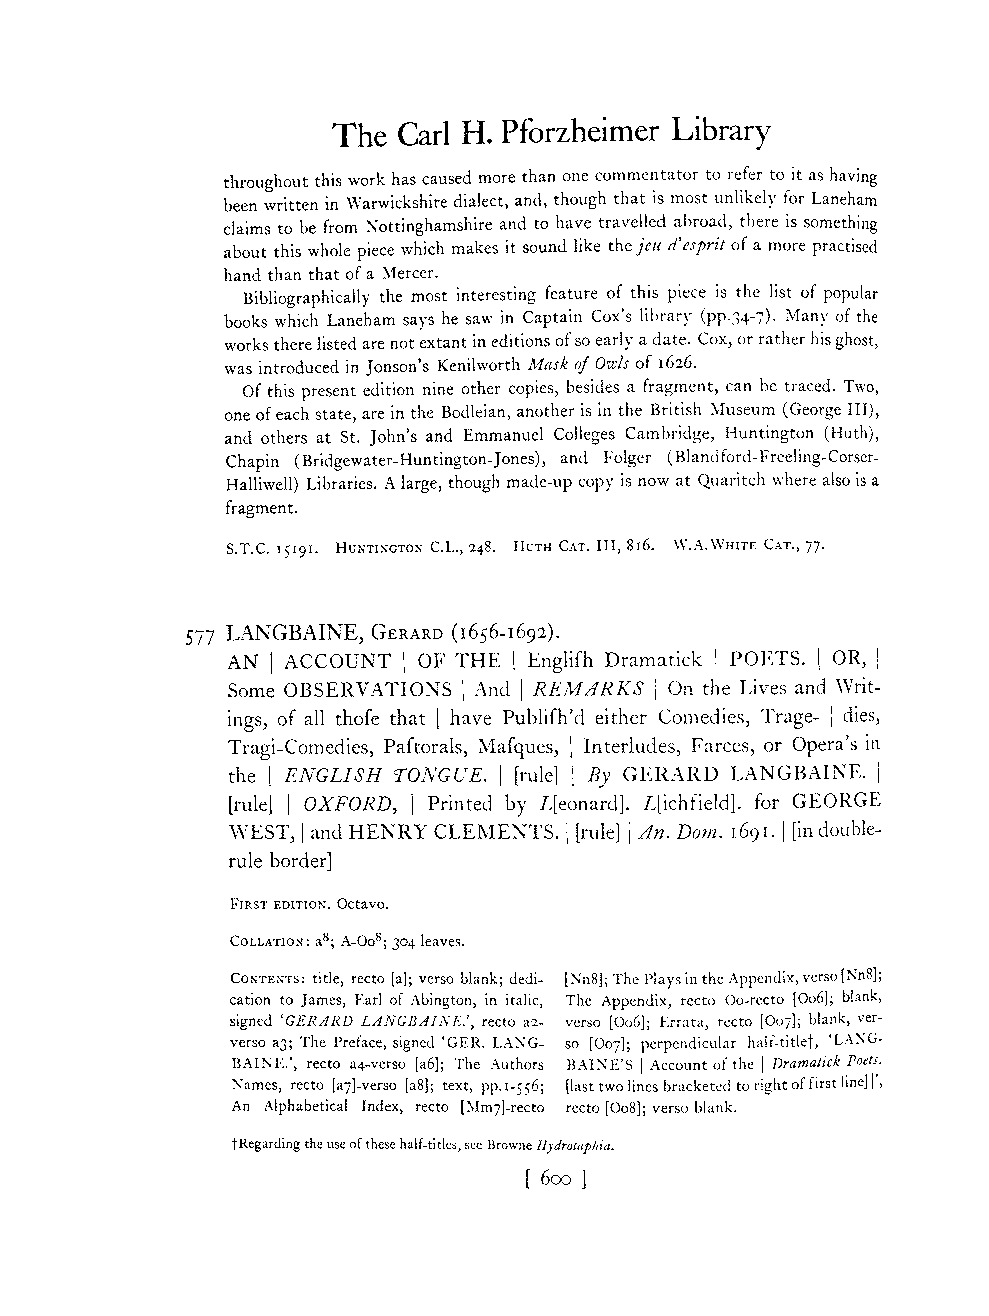 The Carl H. Pforzheimer Library
throughout this work has caused more than one commentator to refer to it as having
been written in Warwickshire dialect, and, though that is most unlikely for Laneham
claims to be from Nottinghamshire and to have travelled abroad, there is something
about this whole piece which makes it sound like the jeu d'esprit of a more practised
hand than that of a Mercer.
Bibliographically the most interesting feature of this piece is the list of popular
books which Laneham says he saw in Captain Cox's library (pp.34-7). Many of the
works there listed are not extant in editions of so early a date. Cox, or rather his ghost,
was introduced in Jonson's Kenilworth Mask of Owls of 1626.
Of this present edition nine other copies, besides a fragment, can be traced. Two,
one of each state, are in the Bodleian, another is in the British Museum (George III),
and others at St. John's and Emmanuel Colleges Cambridge, Huntington (Huth),
Chapin (Bridgewater-Huntington-Jones), and Folger (Blandford-Freeling-Corser-
Halliwell) Libraries. A large, though made-up copy is now at Quaritch where also is a
fragment.
S.T.C. 15191. HUNTINGTON C.L., 248. HUTH CAT. III, 816. W.A.WHITE CAT., 77.
577 LANGBAINE, GERARD (1656-1692).
AN | ACCOUNT | OF THE | Engliſh Dramatick | POETS. | OR, |
Some OBSERVATIONS | And | REMARKS | On the Lives and Writ-
ings, of all thoſe that | have Publiſh'd either Comedies, Trage- | dies,
Tragi-Comedies, Paſtorals, Maſques, | Interludes, Farces, or Opera's in
the | ENGLISH TONGUE. | [rule] | By GERARD LANGBAINE. |
[rule] | OXFORD, | Printed by L[eonard]. L[ichfield]. for GEORGE
WEST, | and HENRY CLEMENTS. | [rule] | An. Dom. 1691. | [in double-
rule border]
FIRST EDITION. Octavo.
COLLATION: a⁸; A-Oo⁸; 304 leaves.
CONTENTS: title, recto [a]; verso blank; dedi-
cation to James, Earl of Abington, in italic,
signed 'GERARD LANGBAINE.', recto a2-
verso a3; The Preface, signed 'GER. LANG-
BAINE.', recto a4-verso [a6]; The Authors
Names, recto [a7]-verso [a8]; text, pp.1-556;
An Alphabetical Index, recto [Mm7]-recto
[Nn8]; The Plays in the Appendix, verso [Nn8];
The Appendix, recto Oo-recto [Oo6]; blank,
verso [Oo6]; Errata, recto [Oo7]; blank, ver-
so [Oo7]; perpendicular half-title†, 'LANG-
BAINE'S | Account of the | Dramatick Poets.
[last two lines bracketed to right of first line] |',
recto [Oo8]; verso blank.
†Regarding the use of these half-titles, see Browne Hydrotaphia.
[ 600 ]